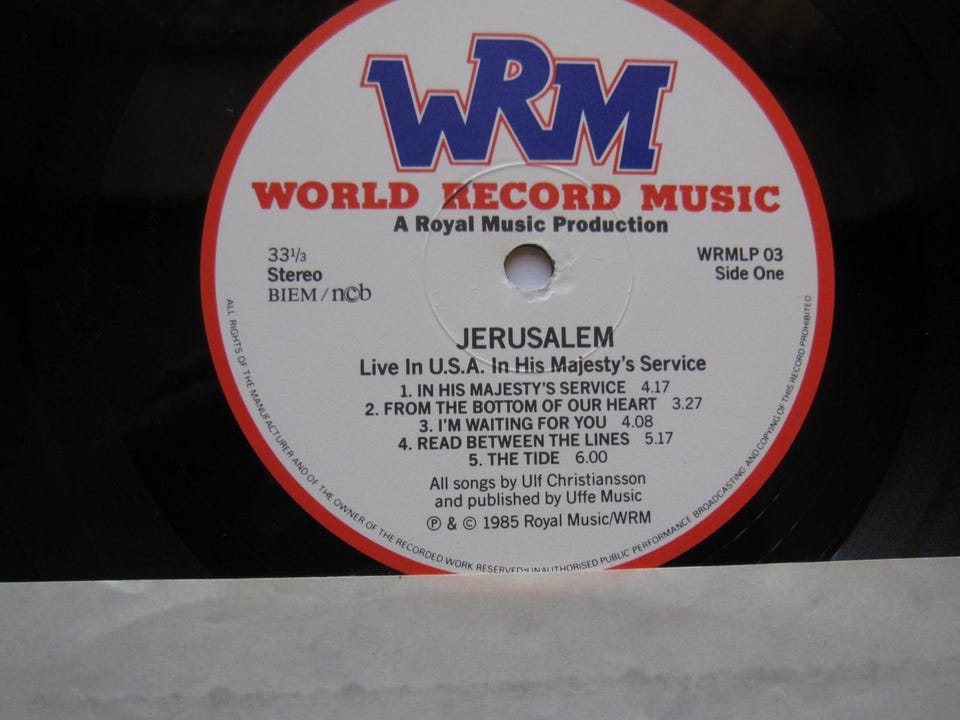 WRM
WORLD RECORD MUSIC
A Royal Music Production
33 1/3
Stereo
BIEM/ncb
WRMLP 03
Side One
JERUSALEM
Live In U.S.A. In His Majesty's Service
1. IN HIS MAJESTY'S SERVICE 4.17
2. FROM THE BOTTOM OF OUR HEART 3.27
3. I'M WAITING FOR YOU 4.08
4. READ BETWEEN THE LINES 5.17
5. THE TIDE 6.00
All songs by Ulf Christiansson
and published by Uffe Music
Ⓟ & © 1985 Royal Music/WRM
ALL RIGHTS OF THE MANUFACTURER AND OF THE OWNER OF THE RECORDED WORK RESERVED·UNAUTHORISED PUBLIC PERFORMANCE BROADCASTING AND COPYING OF THIS RECORD PROHIBITED